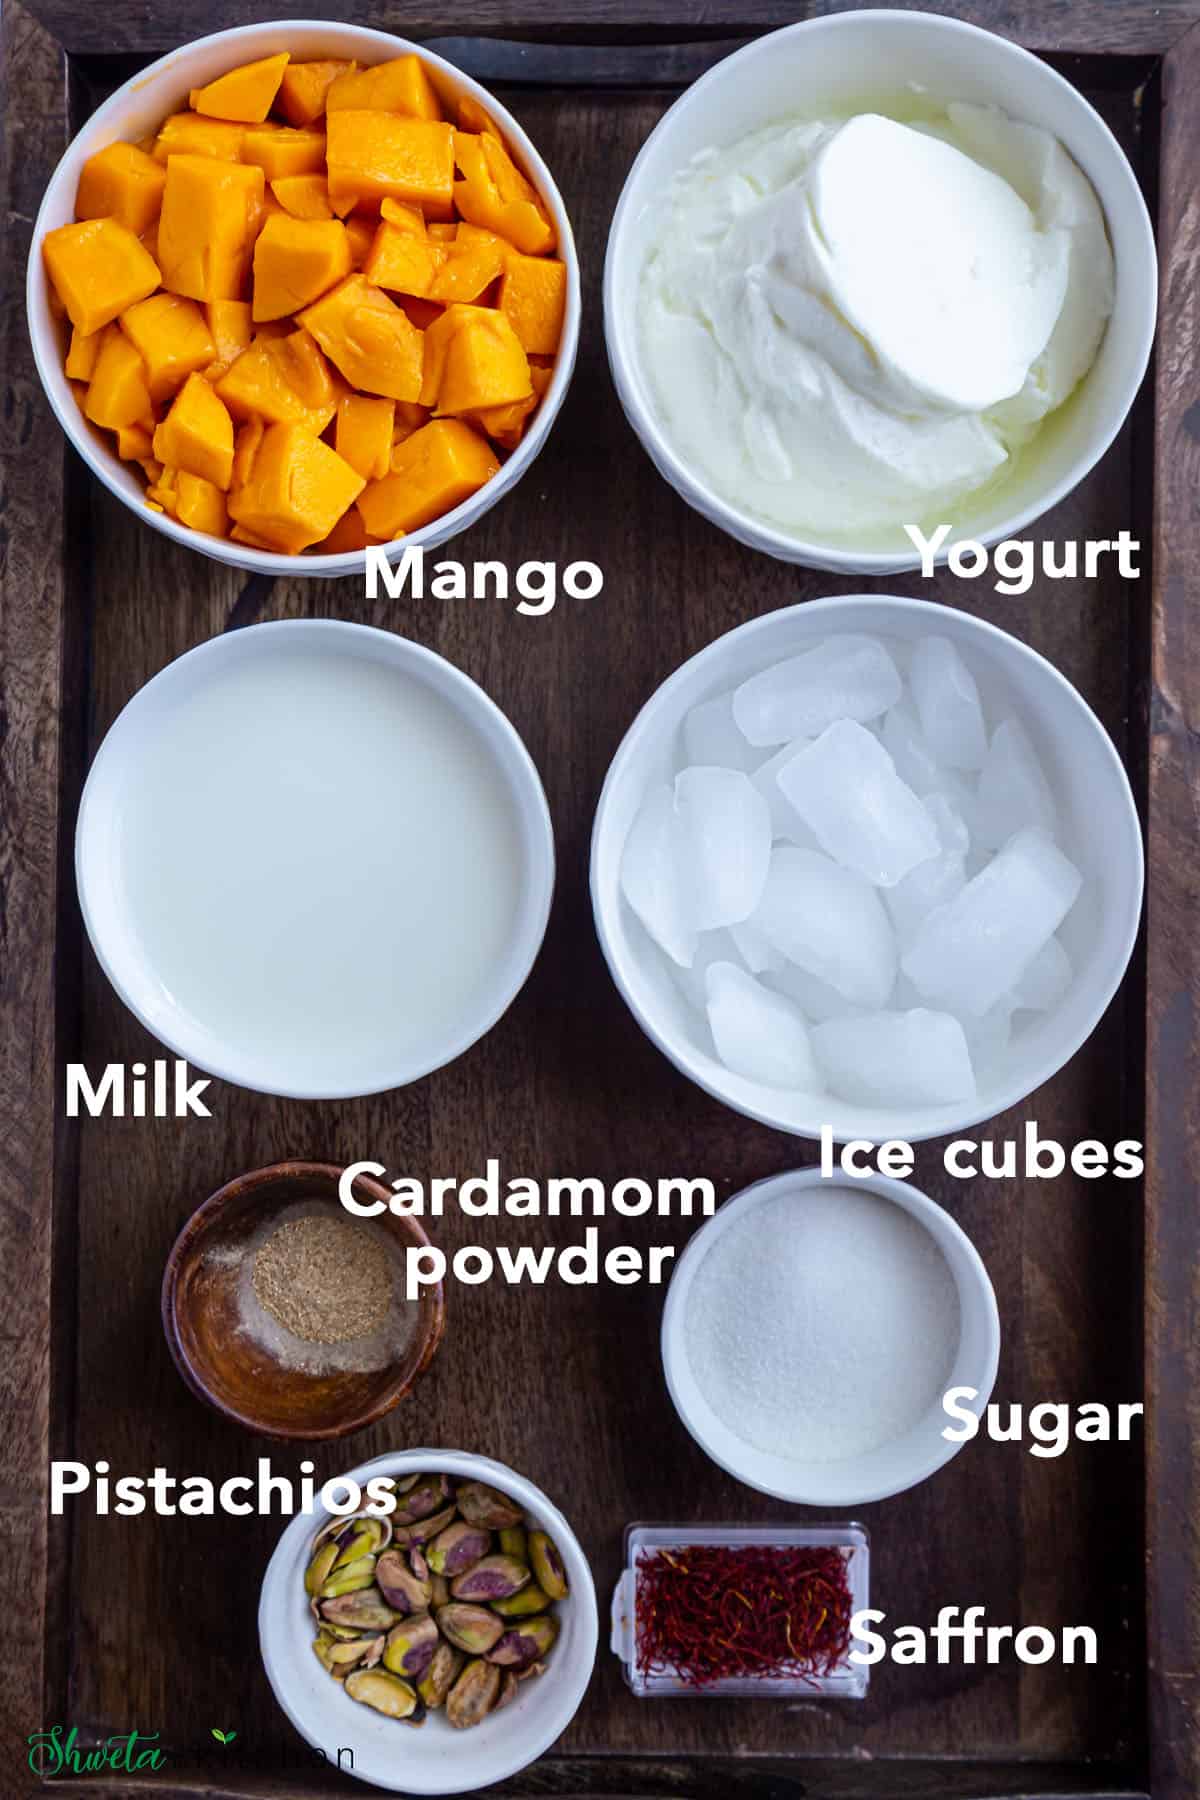 Mango
Yogurt
Milk
Ice cubes
Cardamom
powder
Sugar
Pistachios
Saffron
Shweta